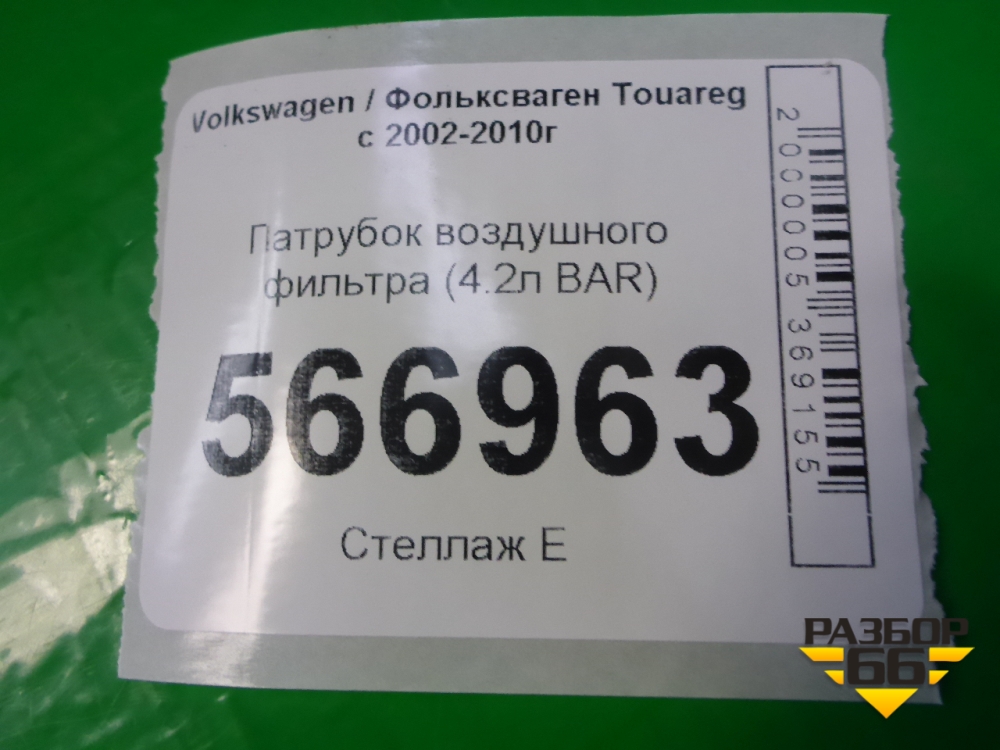 Volkswagen / Фольксваген Touareg
с 2002-2010г
Патрубок воздушного
фильтра (4.2л BAR)
566963
Стеллаж Е
2000005369155
РАЗБОР
66